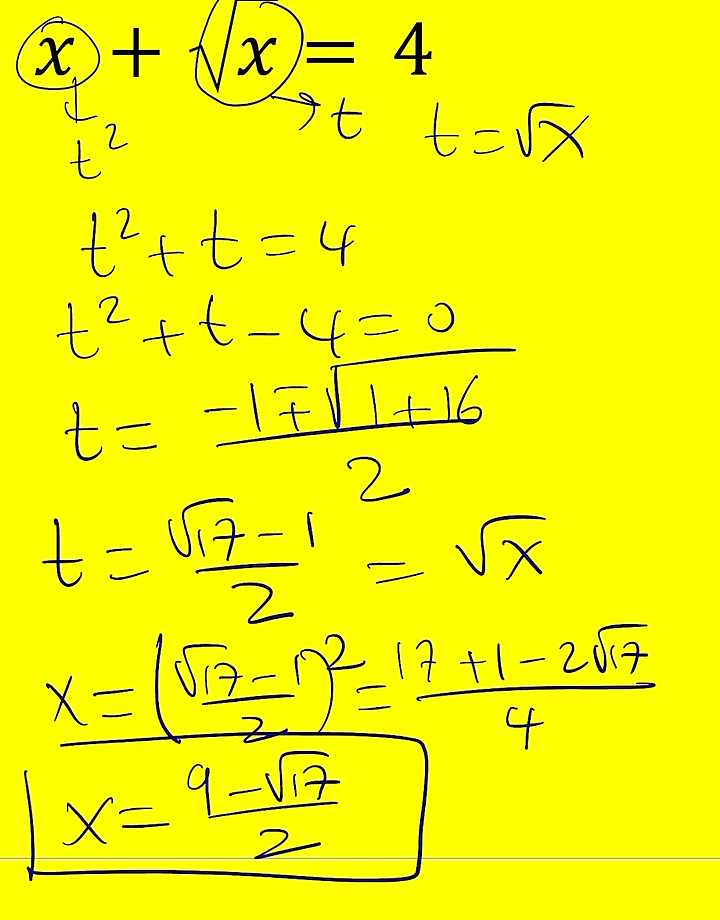 x + √x = 4
t² t t = √x
t² + t = 4
t² + t - 4 = 0
t = (-1 ∓ √(1+16))/2
t = (√17 - 1)/2 = √x
x = ((√17 - 1)/2)² = (17 + 1 - 2√17)/4
x = (9 - √17)/2